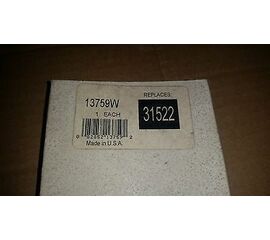 13759W
1 EACH
REPLACES
31522
Made in U.S.A.